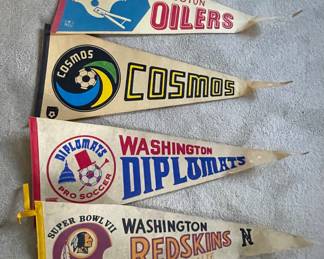 OILERS
COSMOS
COSMOS
WASHINGTON
DIPLOMATS
DIPLOMATS
PRO SOCCER
SUPER BOWL VII
WASHINGTON
REDSKINS